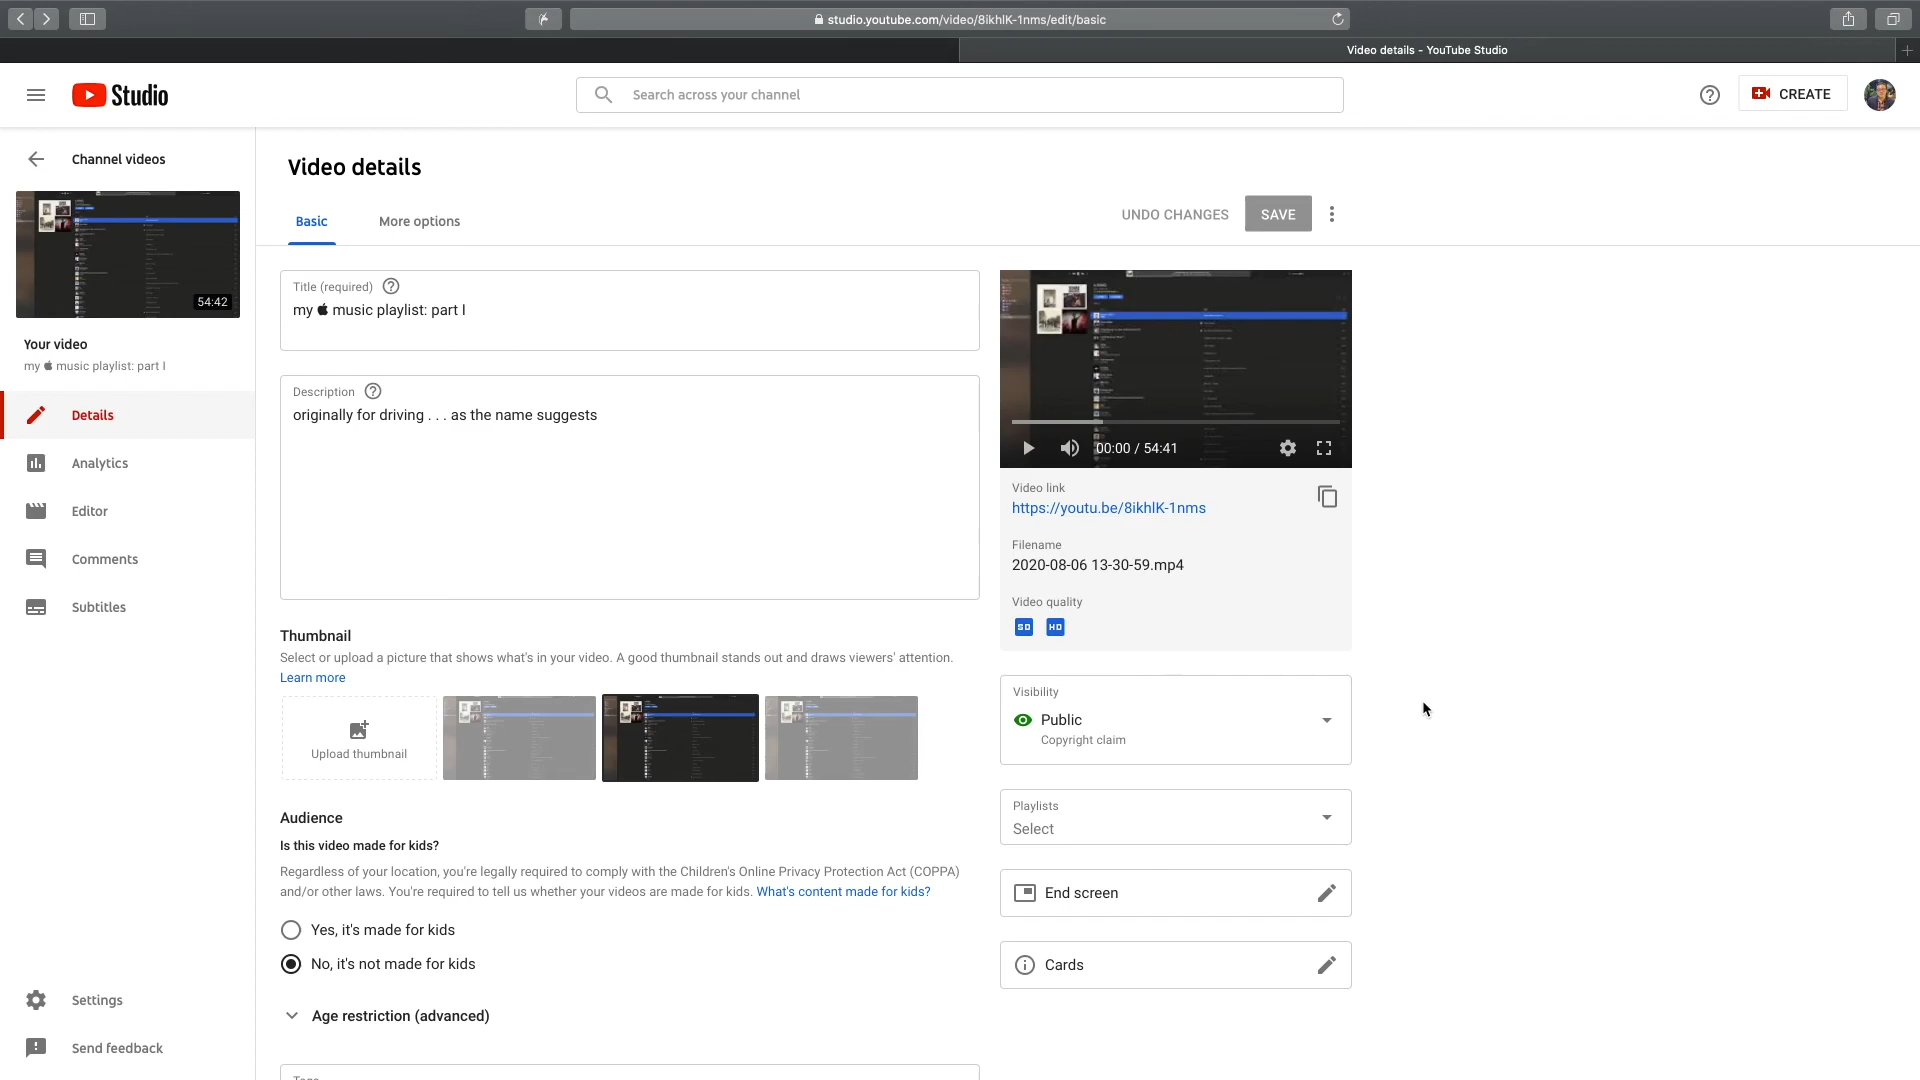 studio.youtube.com/video/8ikhlK-1nms/edit/basic
Video details - YouTube Studio
Studio
Search across your channel
CREATE
Channel videos
54:42
Your video
my  music playlist: part I
Details
Analytics
Editor
Comments
Subtitles
Settings
Send feedback
Video details
Basic
More options
UNDO CHANGES
SAVE
Title (required)
my  music playlist: part I
Description
originally for driving . . . as the name suggests
Thumbnail
Select or upload a picture that shows what's in your video. A good thumbnail stands out and draws viewers' attention.
Learn more
Upload thumbnail
Audience
Is this video made for kids?
Regardless of your location, you're legally required to comply with the Children's Online Privacy Protection Act (COPPA)
and/or other laws. You're required to tell us whether your videos are made for kids. What's content made for kids?
Yes, it's made for kids
No, it's not made for kids
Age restriction (advanced)
00:00 / 54:41
Video link
https://youtu.be/8ikhlK-1nms
Filename
2020-08-06 13-30-59.mp4
Video quality
SD HD
Visibility
Public
Copyright claim
Playlists
Select
End screen
Cards